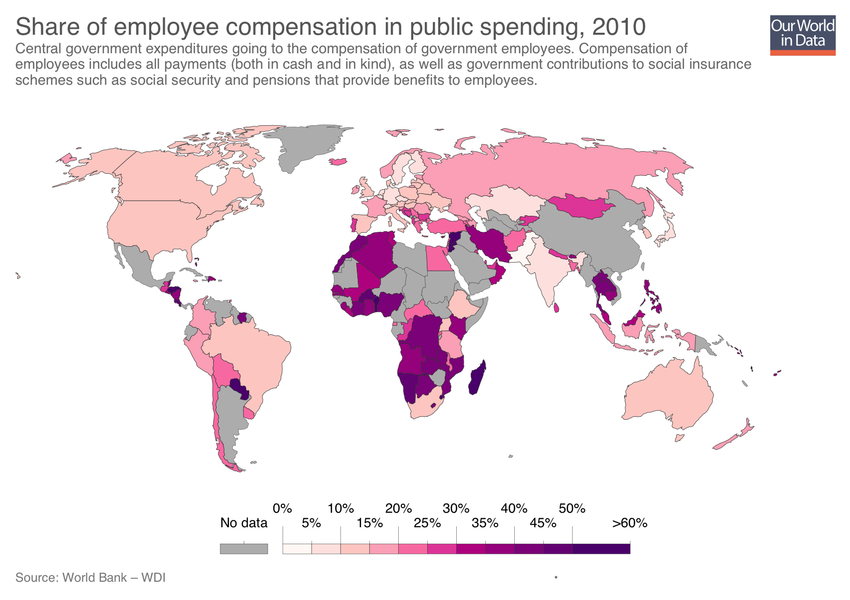 Share of employee compensation in public spending, 2010
Our World
in Data
Central government expenditures going to the compensation of government employees. Compensation of
employees includes all payments (both in cash and in kind), as well as government contributions to social insurance
schemes such as social security and pensions that provide benefits to employees.
0% 10% 20% 30% 40% 50%
No data 5% 15% 25% 35% 45% >60%
Source: World Bank – WDI